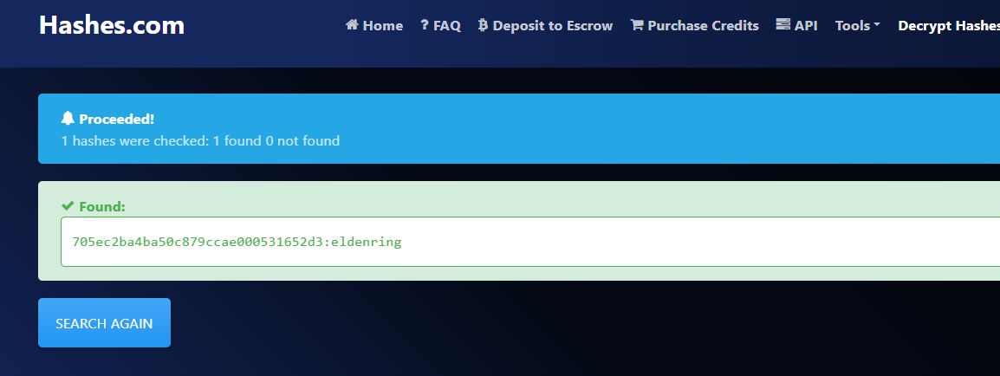 Hashes.com
Home ? FAQ Deposit to Escrow Purchase Credits API Tools Decrypt Hashes
Proceeded!
1 hashes were checked: 1 found 0 not found
Found:
705ec2ba4ba50c879ccae000531652d3:eldenring
SEARCH AGAIN